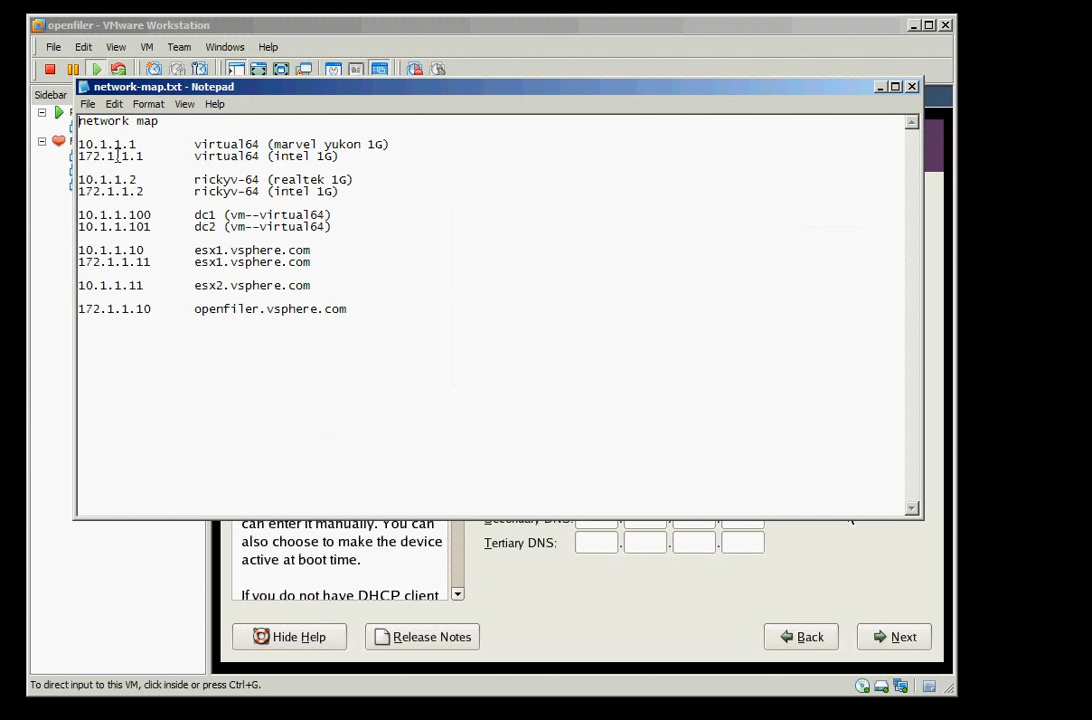 openfiler - VMware Workstation
File Edit View VM Team Windows Help
Sidebar
network-map.txt - Notepad
File Edit Format View Help
network map
10.1.1.1 virtual64 (marvel yukon 1G)
172.1.1.1 virtual64 (intel 1G)
10.1.1.2 rickyv-64 (realtek 1G)
172.1.1.2 rickyv-64 (intel 1G)
10.1.1.100 dc1 (vm--virtual64)
10.1.1.101 dc2 (vm--virtual64)
10.1.1.10 esx1.vsphere.com
172.1.1.11 esx1.vsphere.com
10.1.1.11 esx2.vsphere.com
172.1.1.10 openfiler.vsphere.com
can enter it manually. You can
also choose to make the device
active at boot time.
If you do not have DHCP client
Secondary DNS:
Tertiary DNS:
Hide Help Release Notes Back Next
To direct input to this VM, click inside or press Ctrl+G.